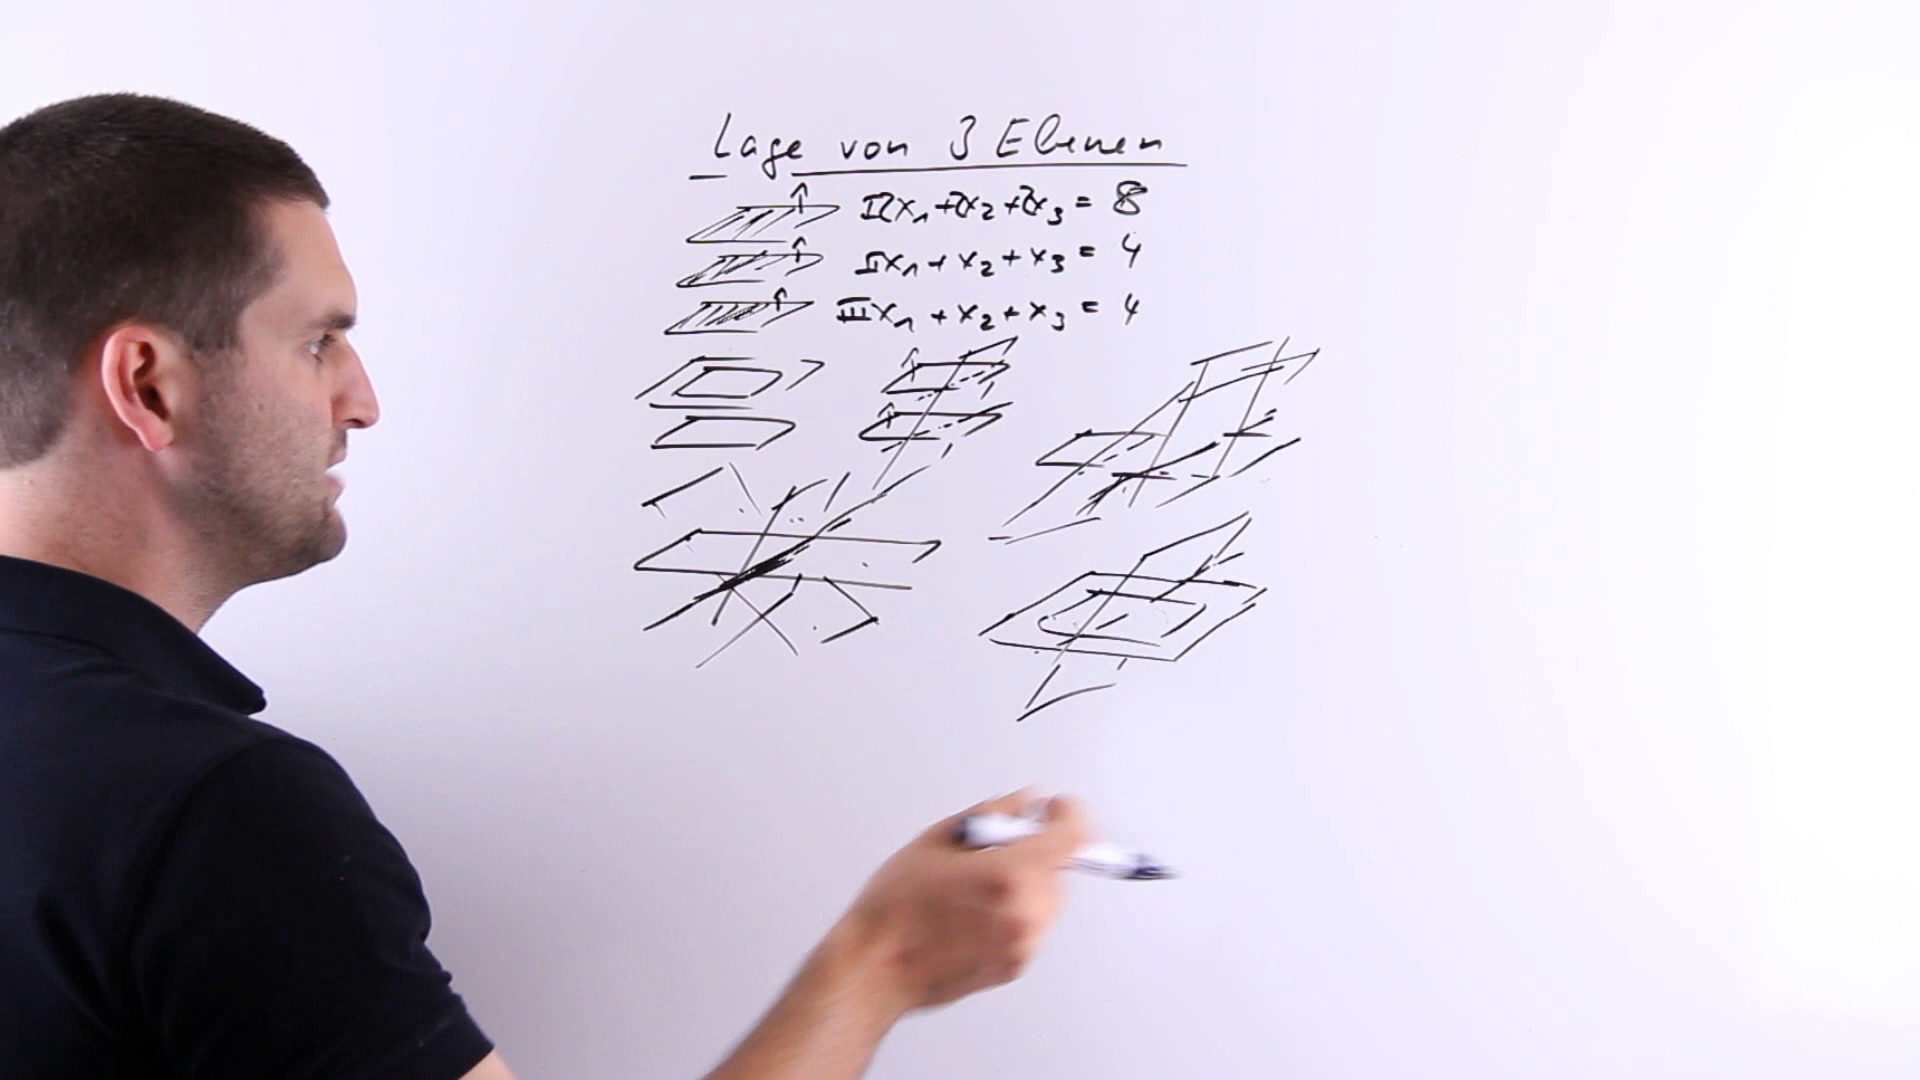 Lage von 3 Ebenen
I 2x₁ + 2x₂ + 2x₃ = 8
II x₁ + x₂ + x₃ = 4
III x₁ + x₂ + x₃ = 4